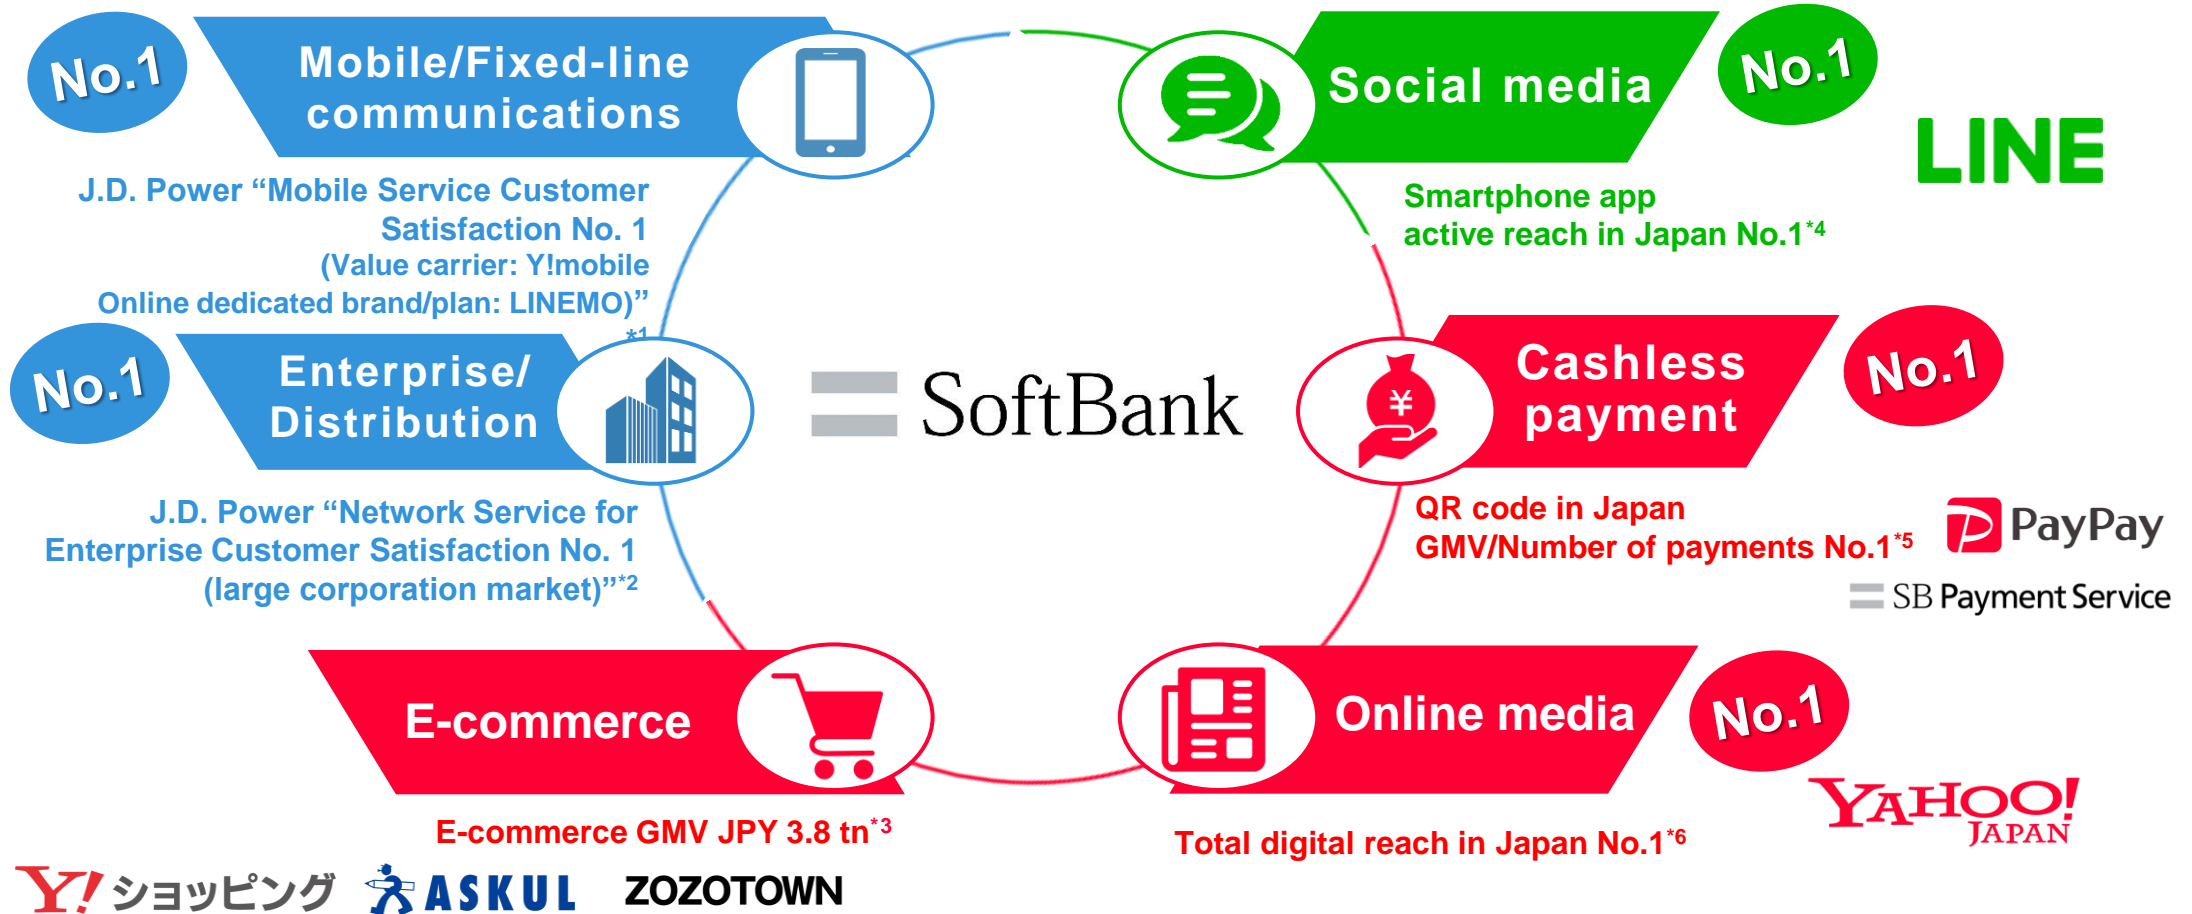 No.1
Mobile/Fixed-line
communications
J.D. Power “Mobile Service Customer
Satisfaction No. 1
(Value carrier: Y!mobile
Online dedicated brand/plan: LINEMO)”
*1
No.1
Enterprise/
Distribution
J.D. Power “Network Service for
Enterprise Customer Satisfaction No. 1
(large corporation market)”*2
E-commerce
E-commerce GMV JPY 3.8 tn*3
Y! ショッピング
ASKUL
ZOZOTOWN
SoftBank
Social media
No.1
LINE
Smartphone app
active reach in Japan No.1*4
Cashless
payment
¥
No.1
QR code in Japan
GMV/Number of payments No.1*5
PayPay
SB Payment Service
Online media
No.1
YAHOO!
JAPAN
Total digital reach in Japan No.1*6